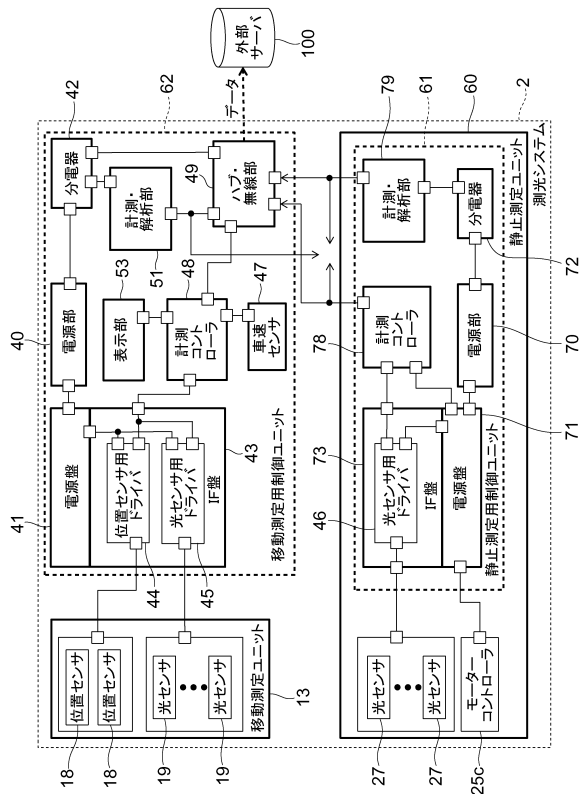 測光システム
2
移動測定ユニット
13
位置センサ
18
位置センサ
18
光センサ
19
光センサ
19
移動測定用制御ユニット
62
電源盤
41
IF盤
43
位置センサ用
ドライバ
44
光センサ用
ドライバ
45
電源部
40
表示部
53
計測
コント
ローラ
48
車速
センサ
47
分電器
42
計測・
解析部
51
ハブ・
無線部
49
データ
外部
サーバ
100
静止測定ユニット
60
光センサ
27
光センサ
27
モーター
コントローラ
25c
静止測定用制御ユニット
61
IF盤
73
光センサ用
ドライバ
46
電源盤
71
計測
コント
ローラ
78
電源部
70
計測・
解析部
79
分電器
72